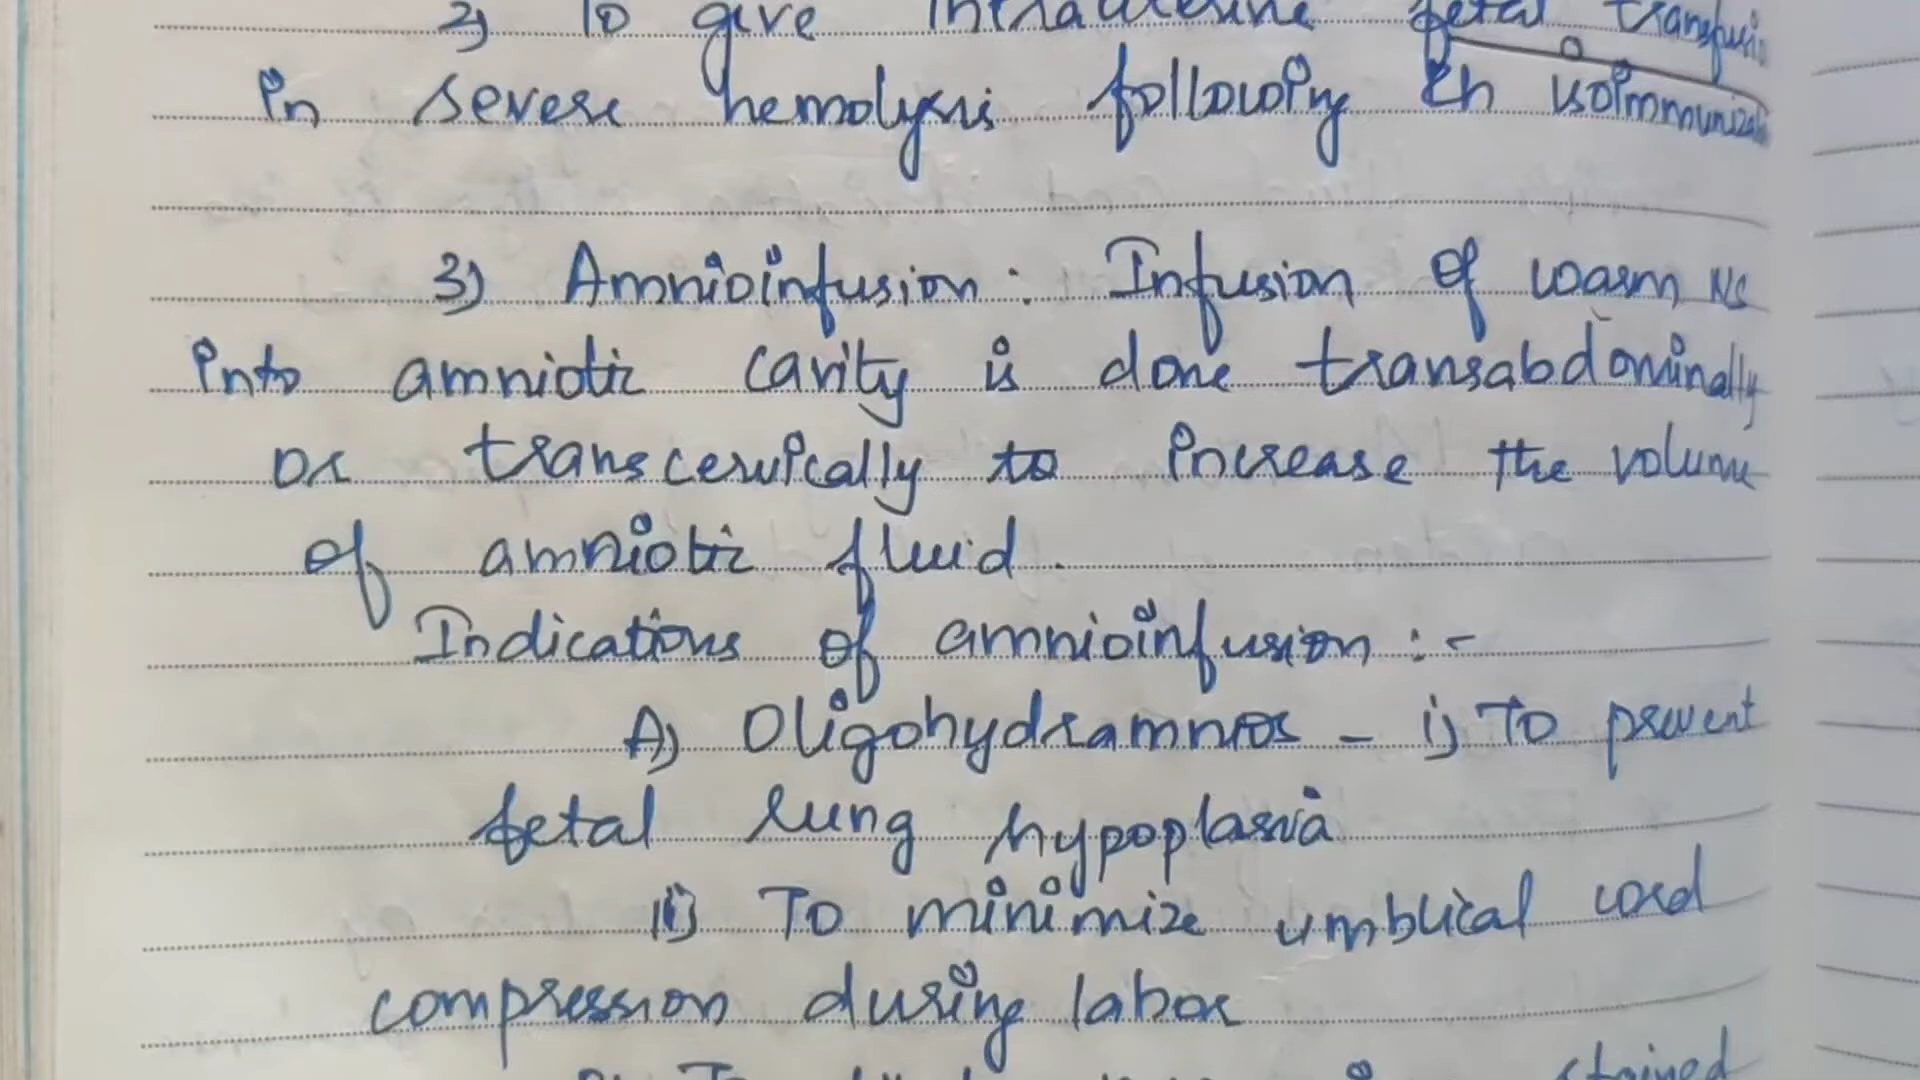 2) To give intrauterine fetal transfusion
in severe hemolysis following Rh isoimmunization
3) Amnioinfusion : Infusion of warm NS
into amniotic cavity is done transabdominally
or transcervically to increase the volume
of amniotic fluid.
Indications of amnioinfusion :-
A) Oligohydramnios - i) To prevent
fetal lung hypoplasia
ii) To minimize umblical cord
compression during labor
stained